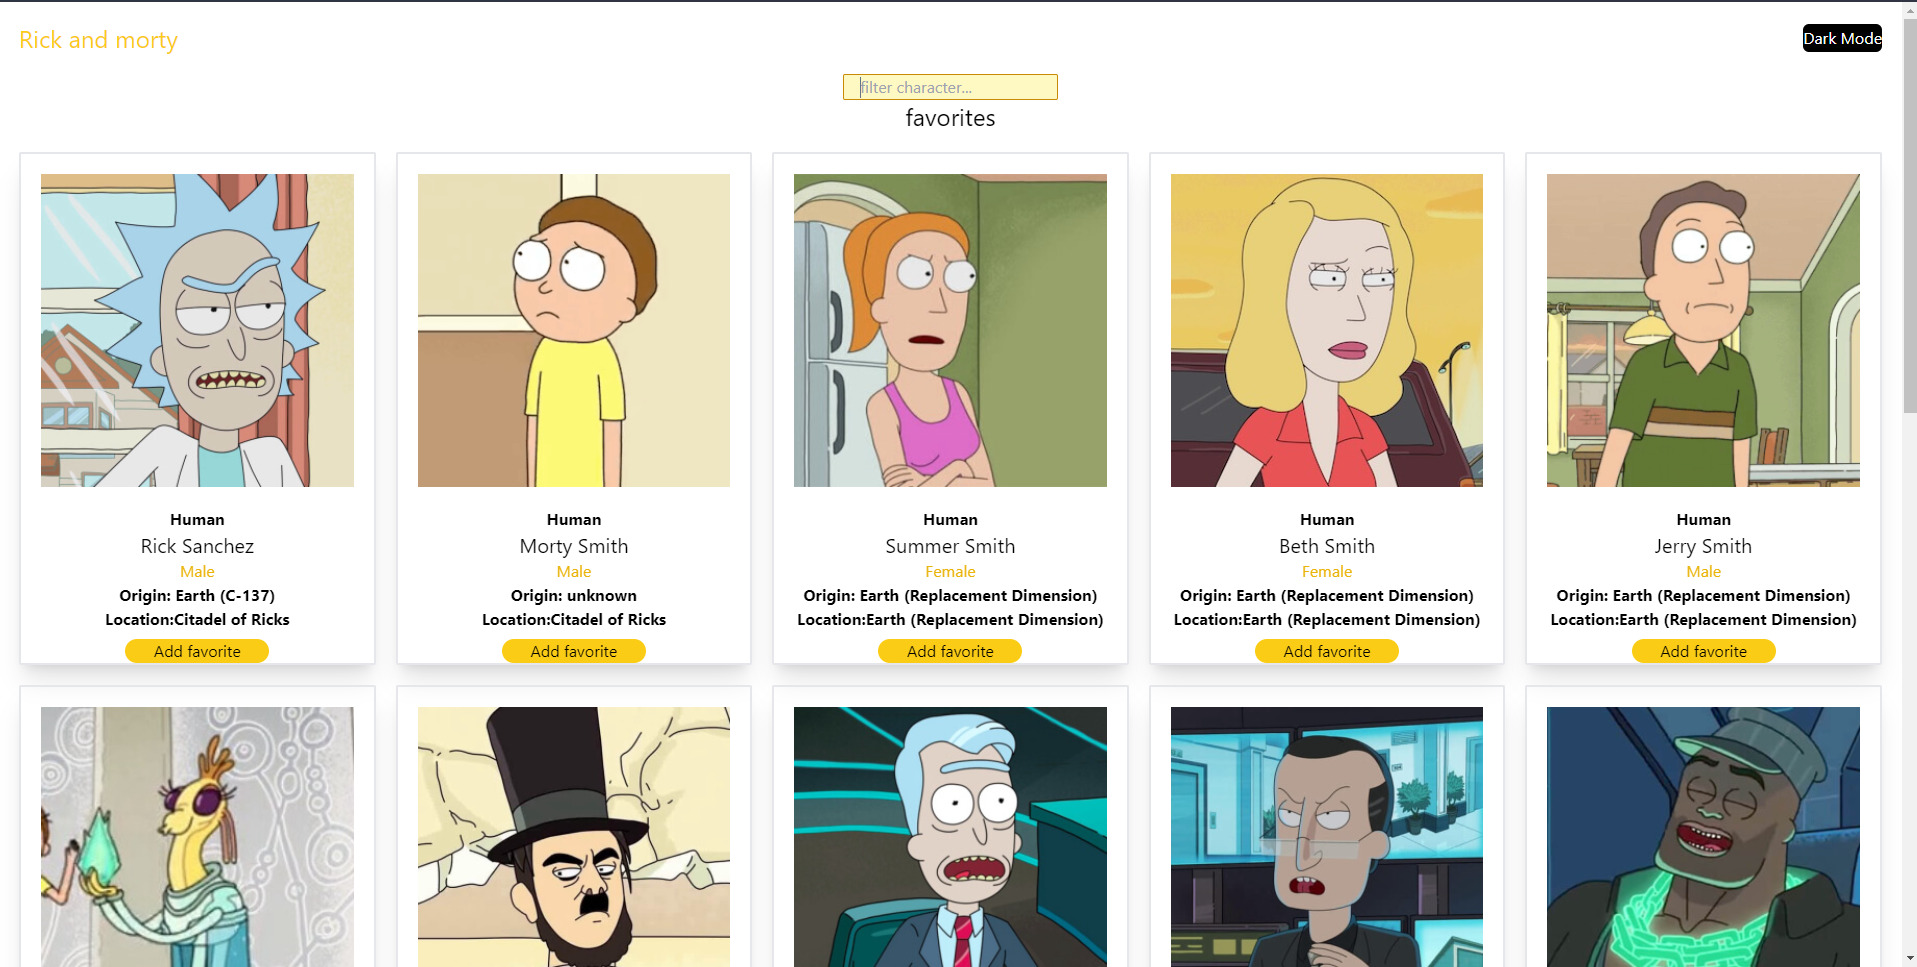 Rick and morty
Dark Mode
filter character...
favorites
Human
Rick Sanchez
Male
Origin: Earth (C-137)
Location:Citadel of Ricks
Add favorite
Human
Morty Smith
Male
Origin: unknown
Location:Citadel of Ricks
Add favorite
Human
Summer Smith
Female
Origin: Earth (Replacement Dimension)
Location:Earth (Replacement Dimension)
Add favorite
Human
Beth Smith
Female
Origin: Earth (Replacement Dimension)
Location:Earth (Replacement Dimension)
Add favorite
Human
Jerry Smith
Male
Origin: Earth (Replacement Dimension)
Location:Earth (Replacement Dimension)
Add favorite